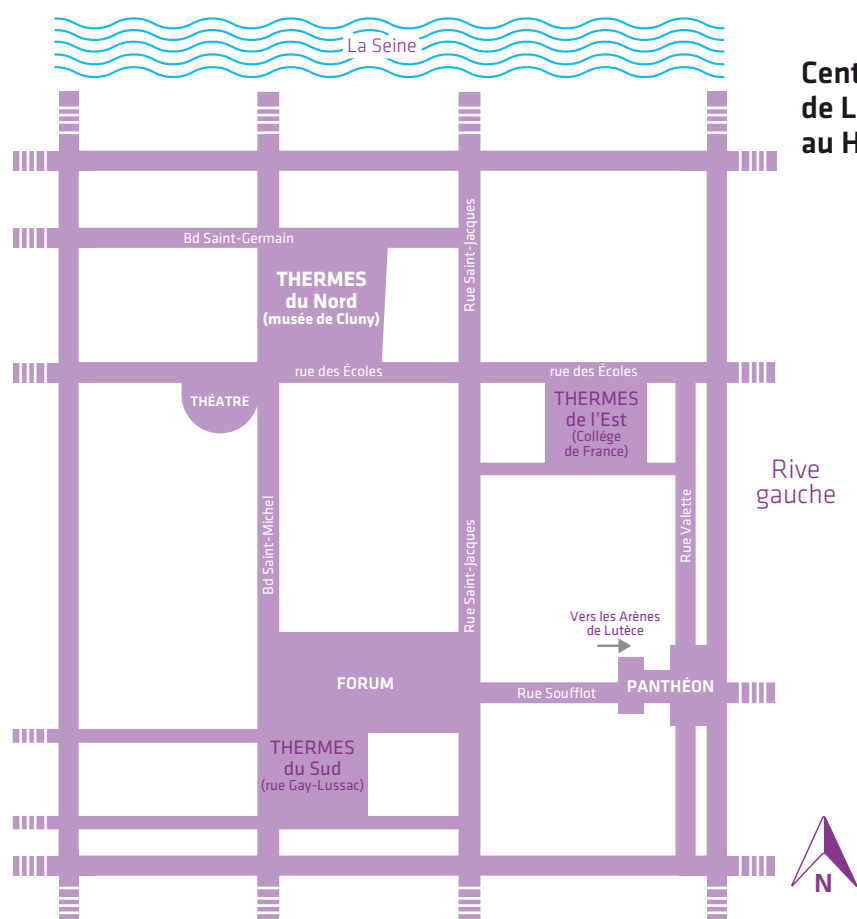 La Seine
Cent
de L
au H
Bd Saint-Germain
Rue Saint-Jacques
THERMES
du Nord
(musée de Cluny)
rue des Écoles
rue des Écoles
THÉATRE
THERMES
de l'Est
(Collége
de France)
Rive
gauche
Bd Saint-Michel
Rue Saint-Jacques
Rue Valette
Vers les Arènes
de Lutèce
FORUM
Rue Soufflot
PANTHÉON
THERMES
du Sud
(rue Gay-Lussac)
N